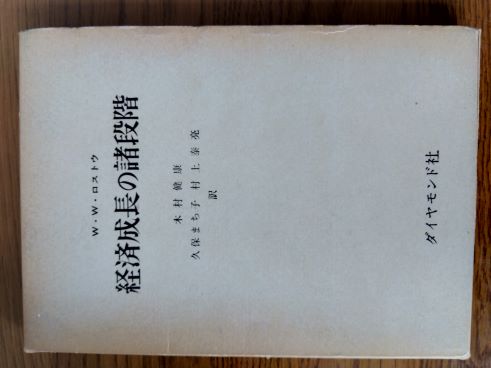 W・W・ロストウ
経済成長の諸段階
木村健康
久保まち子 村上泰亮
訳
ダイヤモンド社